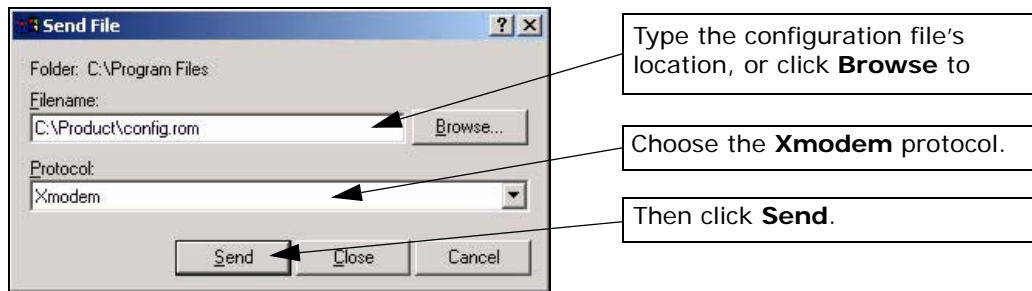 Send File
Folder: C:\Program Files
Filename:
C:\Product\config.rom
Browse...
Protocol:
Xmodem
Send
Close
Cancel
Type the configuration file's
location, or click Browse to
Choose the Xmodem protocol.
Then click Send.